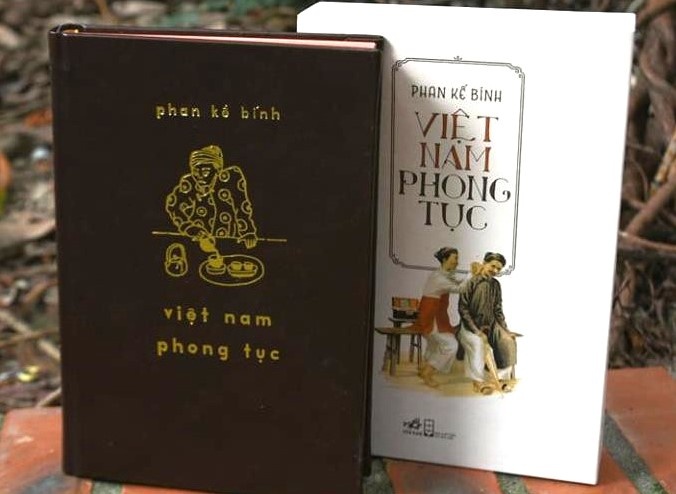 phan kế bính
việt nam
phong tục
PHAN KẾ BÍNH
VIỆT
NAM
PHONG
TỤC